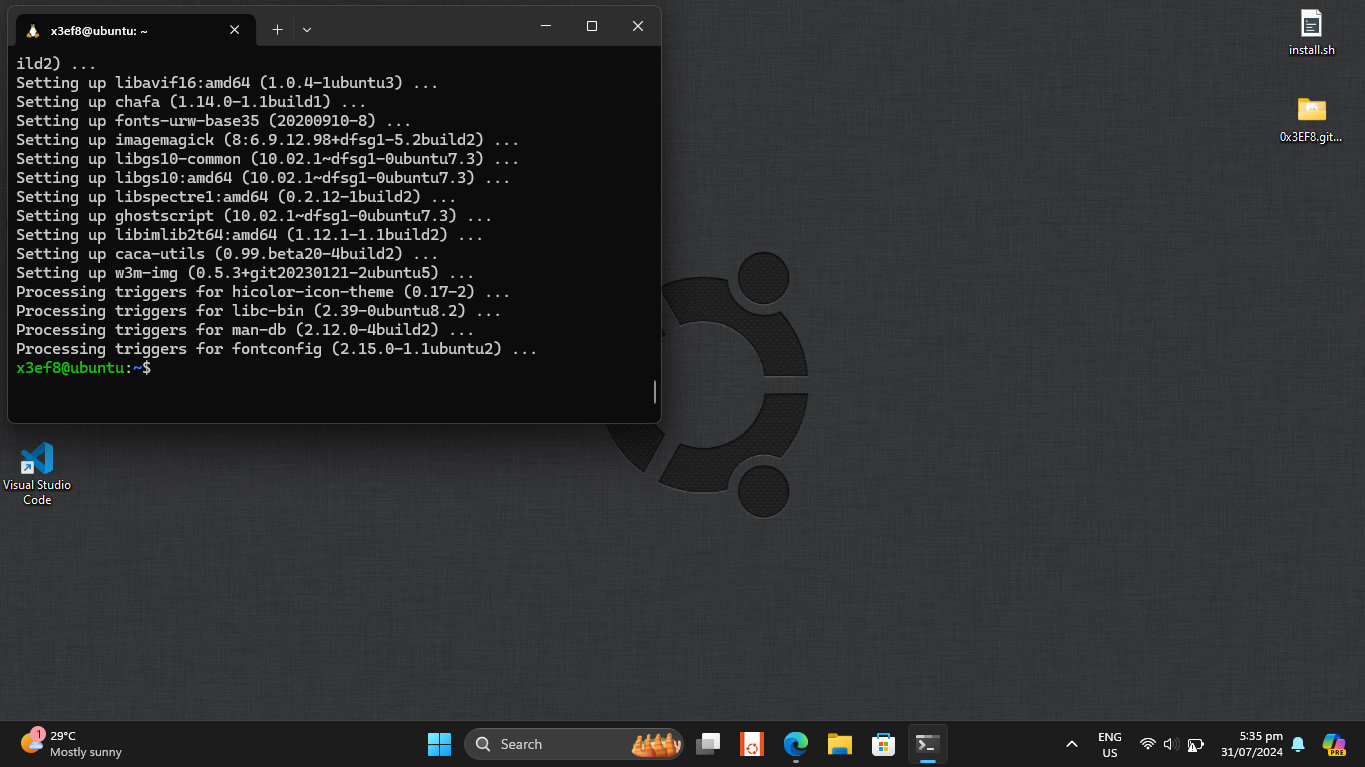 x3ef8@ubuntu: ~
ild2) ...
Setting up libavif16:amd64 (1.0.4-1ubuntu3) ...
Setting up chafa (1.14.0-1.1build1) ...
Setting up fonts-urw-base35 (20200910-8) ...
Setting up imagemagick (8:6.9.12.98+dfsg1-5.2build2) ...
Setting up libgs10-common (10.02.1~dfsg1-0ubuntu7.3) ...
Setting up libgs10:amd64 (10.02.1~dfsg1-0ubuntu7.3) ...
Setting up libspectre1:amd64 (0.2.12-1build2) ...
Setting up ghostscript (10.02.1~dfsg1-0ubuntu7.3) ...
Setting up libimlib2t64:amd64 (1.12.1-1.1build2) ...
Setting up caca-utils (0.99.beta20-4build2) ...
Setting up w3m-img (0.5.3+git20230121-2ubuntu5) ...
Processing triggers for hicolor-icon-theme (0.17-2) ...
Processing triggers for libc-bin (2.39-0ubuntu8.2) ...
Processing triggers for man-db (2.12.0-4build2) ...
Processing triggers for fontconfig (2.15.0-1.1ubuntu2) ...
x3ef8@ubuntu:~$
install.sh
0x3EF8.git...
Visual Studio
Code
1
29°C
Mostly sunny
Search
ENG
US
5:35 pm
31/07/2024
PRE